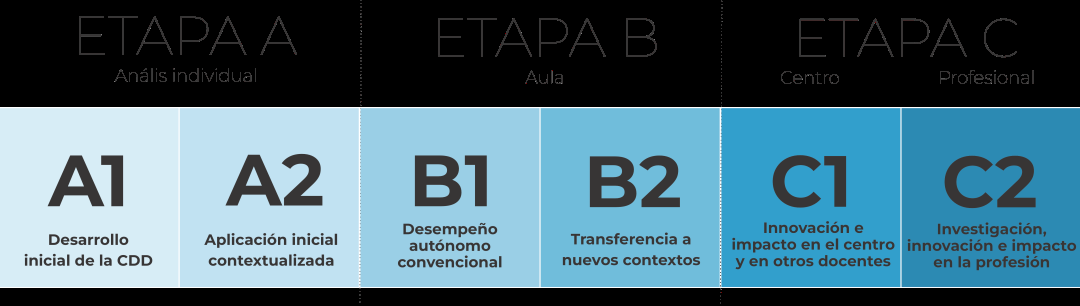 ETAPA A
Anális individual
ETAPA B
Aula
ETAPA C
Centro
Profesional
A1
Desarrollo
inicial de la CDD
A2
Aplicación inicial
contextualizada
B1
Desempeño
autónomo
convencional
B2
Transferencia a
nuevos contextos
C1
Innovación e
impacto en el centro
y en otros docentes
C2
Investigación,
innovación e impacto
en la profesión